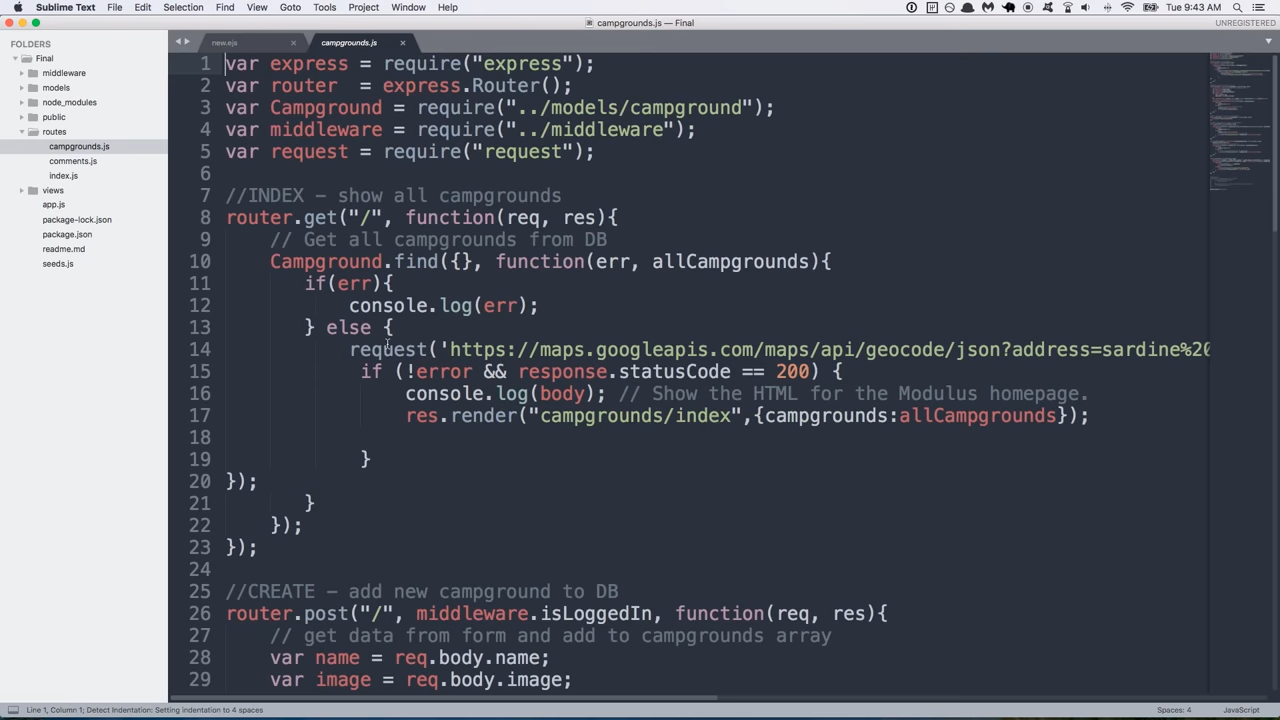 Sublime Text File Edit Selection Find View Goto Tools Project Window Help Tue 9:43 AM
campgrounds.js — Final UNREGISTERED
FOLDERS
Final
middleware
models
node_modules
public
routes
campgrounds.js
comments.js
index.js
views
app.js
package-lock.json
package.json
readme.md
seeds.js
new.ejs campgrounds.js
1 var express = require("express");
2 var router  = express.Router();
3 var Campground = require("../models/campground");
4 var middleware = require("../middleware");
5 var request = require("request");
6
7 //INDEX - show all campgrounds
8 router.get("/", function(req, res){
9     // Get all campgrounds from DB
10     Campground.find({}, function(err, allCampgrounds){
11        if(err){
12            console.log(err);
13        } else {
14            request('https://maps.googleapis.com/maps/api/geocode/json?address=sardine%20
15             if (!error && response.statusCode == 200) {
16                 console.log(body); // Show the HTML for the Modulus homepage.
17                 res.render("campgrounds/index",{campgrounds:allCampgrounds});
18
19             }
20 });
21        }
22     });
23 });
24
25 //CREATE - add new campground to DB
26 router.post("/", middleware.isLoggedIn, function(req, res){
27     // get data from form and add to campgrounds array
28     var name = req.body.name;
29     var image = req.body.image;
Line 1, Column 1; Detect Indentation: Setting indentation to 4 spaces Spaces: 4 JavaScript